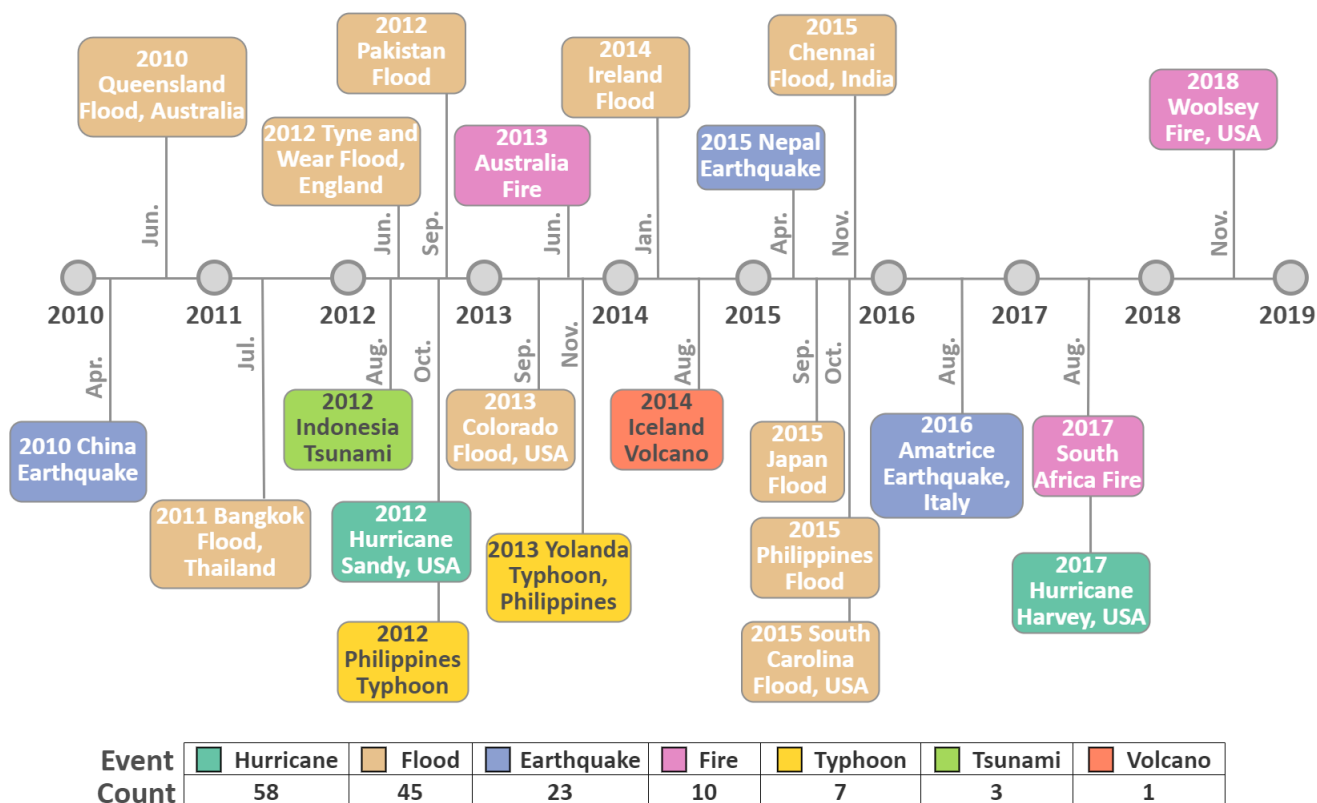 2012
Pakistan
Flood
2015
Chennai
Flood, India
2010
Queensland
Flood, Australia
2014
Ireland
Flood
2018
Woolsey
Fire, USA
2012 Tyne and
Wear Flood,
England
2013
Australia
Fire
2015 Nepal
Earthquake
Jun.
Jun.
Sep.
Jun.
Jan.
Apr.
Nov.
Nov.
2010
2011
2012
2013
2014
2015
2016
2017
2018
2019
Apr.
Jul.
Aug.
Oct.
Sep.
Nov.
Aug.
Sep.
Oct.
Aug.
Aug.
2010 China
Earthquake
2011 Bangkok
Flood,
Thailand
2012
Indonesia
Tsunami
2012
Hurricane
Sandy, USA
2012
Philippines
Typhoon
2013
Colorado
Flood, USA
2013 Yolanda
Typhoon,
Philippines
2014
Iceland
Volcano
2015
Japan
Flood
2015
Philippines
Flood
2015 South
Carolina
Flood, USA
2016
Amatrice
Earthquake,
Italy
2017
South
Africa Fire
2017
Hurricane
Harvey, USA
Event Hurricane Flood Earthquake Fire Typhoon Tsunami Volcano
Count 58 45 23 10 7 3 1